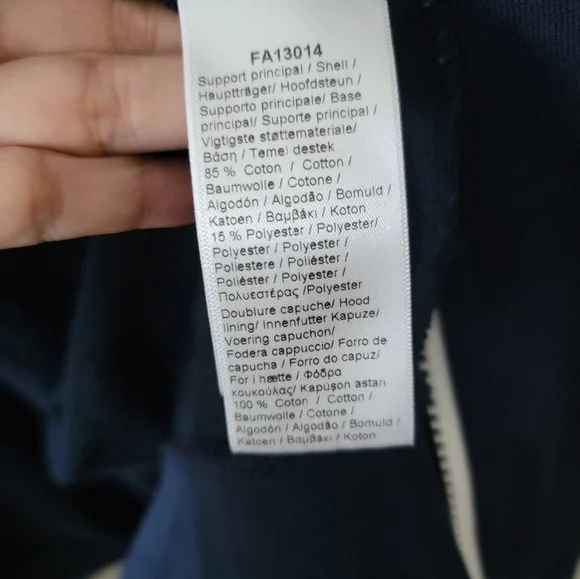 FA13014
Support principal / Shell /
Hauptträger/ Hoofdsteun /
Supporto principale/ Base
principal/ Suporte principal /
Vigtigste støttemateriale/
Βάση / Temel destek
85 % Coton / Cotton /
Baumwolle / Cotone /
Algodón / Algodão / Bomuld /
Katoen / Βαμβάκι / Koton
15 % Polyester / Polyester/
Polyester / Polyester /
Poliestere / Poliéster /
Poliéster / Polyester /
Πολυεστέρας /Polyester
Doublure capuche/ Hood
lining/ innenfutter Kapuze/
Voering capuchon/
Fodera cappuccio/ Forro de
capucha / Forro do capuz/
For i hætte / Φόδρα
κουκούλας/ Kapüşon astarı
100 % Coton / Cotton /
Baumwolle / Cotone /
Algodón / Algodão / Bomuld /
Katoen / Βαμβάκι / Koton